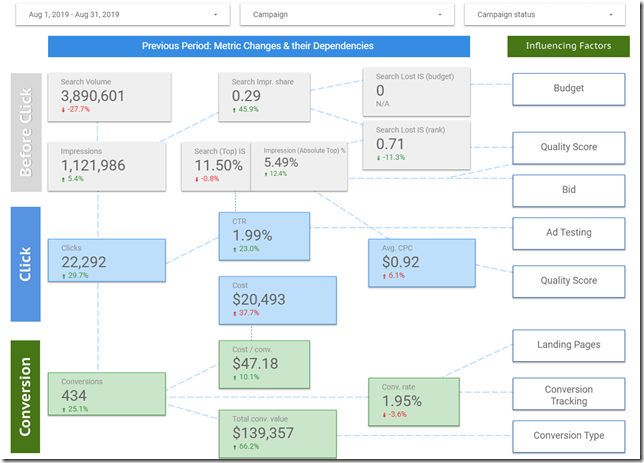 Aug 1, 2019 - Aug 31, 2019
Campaign
Campaign status
Previous Period: Metric Changes & their Dependencies
Influencing Factors
Before Click
Search Volume
3,890,601
-27.7%
Search Impr. share
0.29
45.9%
Search Lost IS (budget)
0
N/A
Budget
Search Lost IS (rank)
0.71
-11.3%
Quality Score
Impressions
1,121,986
5.4%
Search (Top) IS
11.50%
-0.8%
Impression (Absolute Top) %
5.49%
12.4%
Bid
Click
CTR
1.99%
23.0%
Ad Testing
Clicks
22,292
29.7%
Avg. CPC
$0.92
6.1%
Quality Score
Cost
$20,493
37.7%
Conversion
Cost / conv.
$47.18
10.1%
Landing Pages
Conversions
434
25.1%
Conv. rate
1.95%
-3.6%
Conversion
Tracking
Total conv. value
$139,357
66.2%
Conversion Type